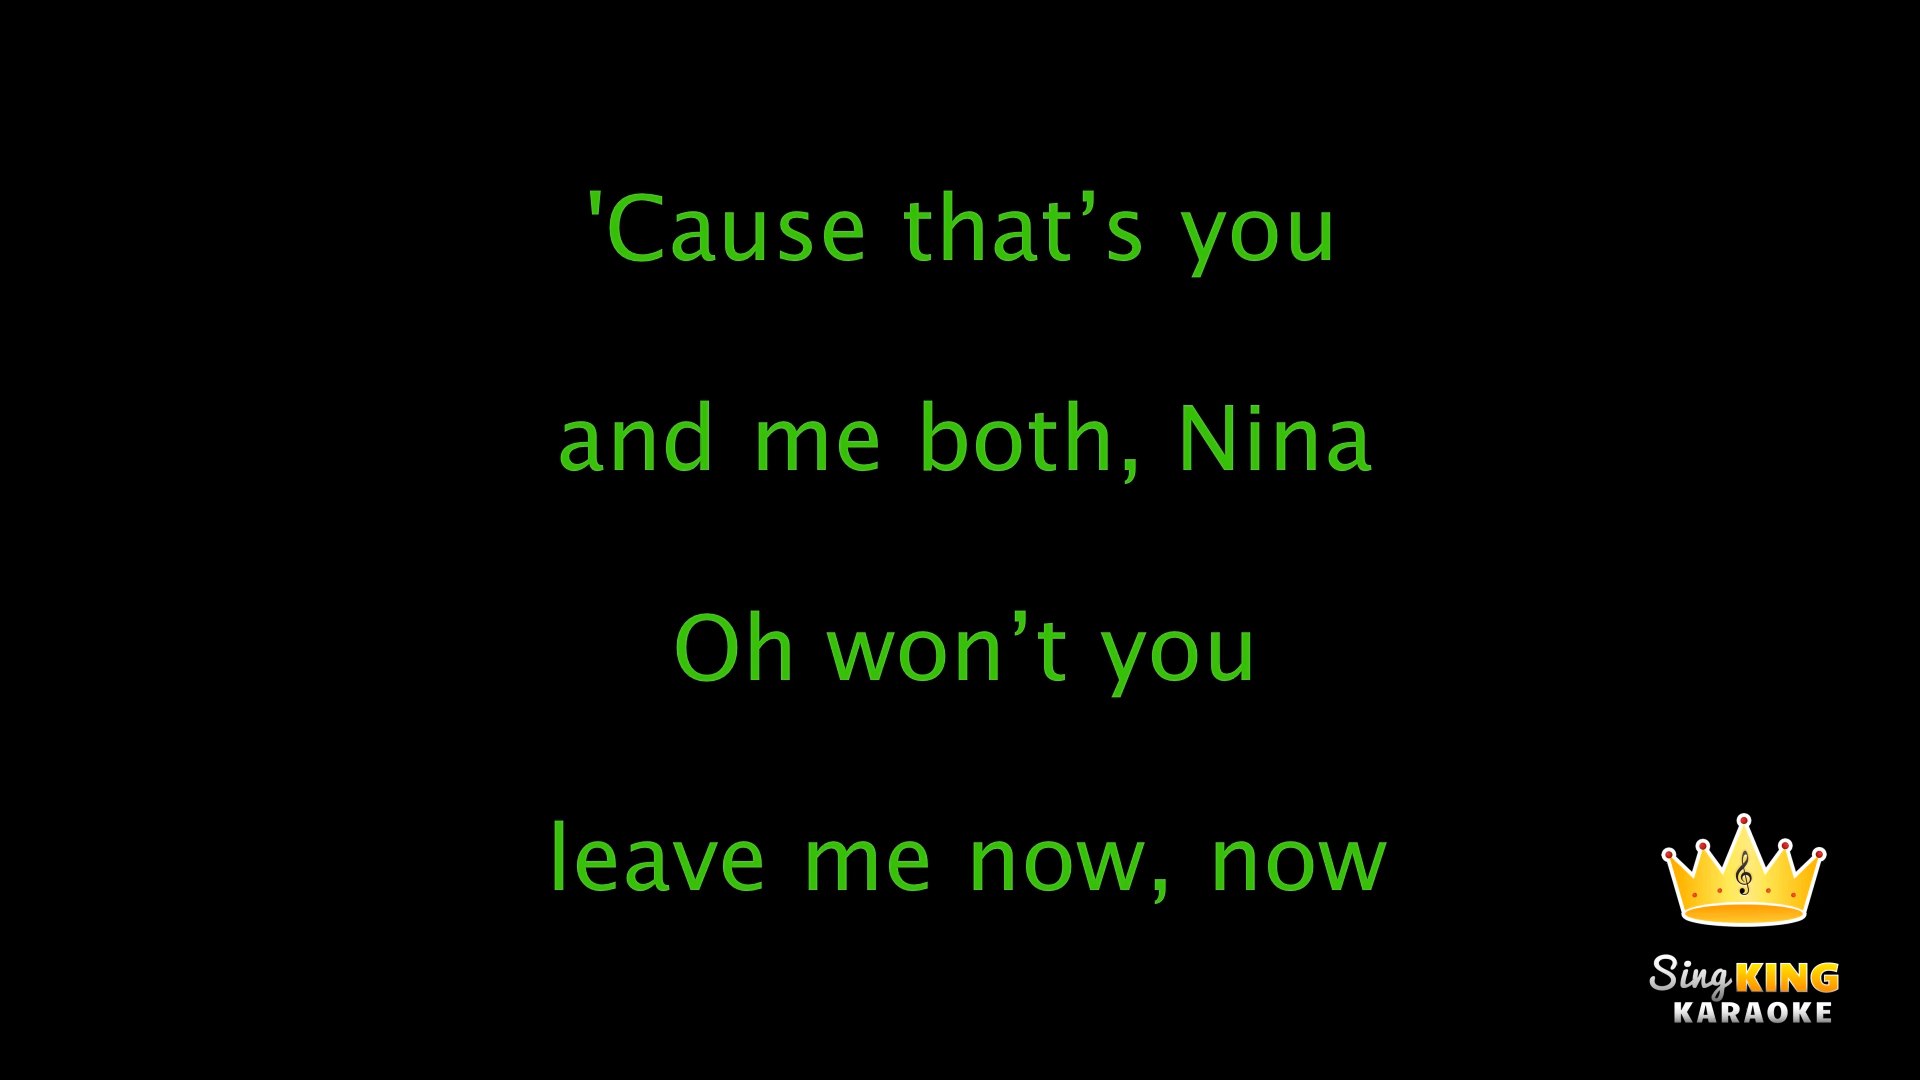 'Cause that’s you
and me both, Nina
Oh won’t you
leave me now, now
Sing KING
KARAOKE